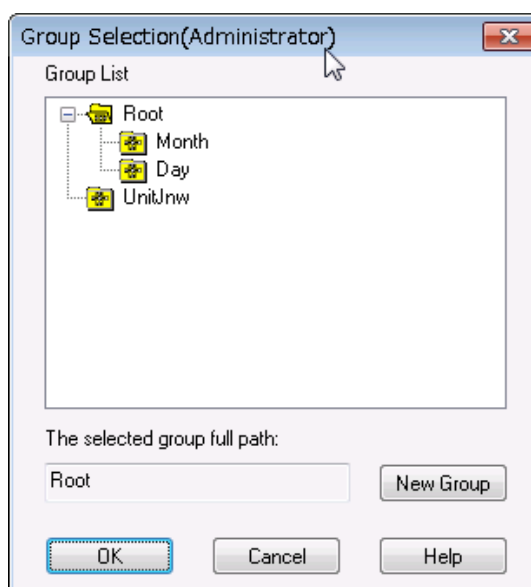 Group Selection(Administrator)
Group List
Root
Month
Day
UnitJnw
The selected group full path:
Root
New Group
OK Cancel Help